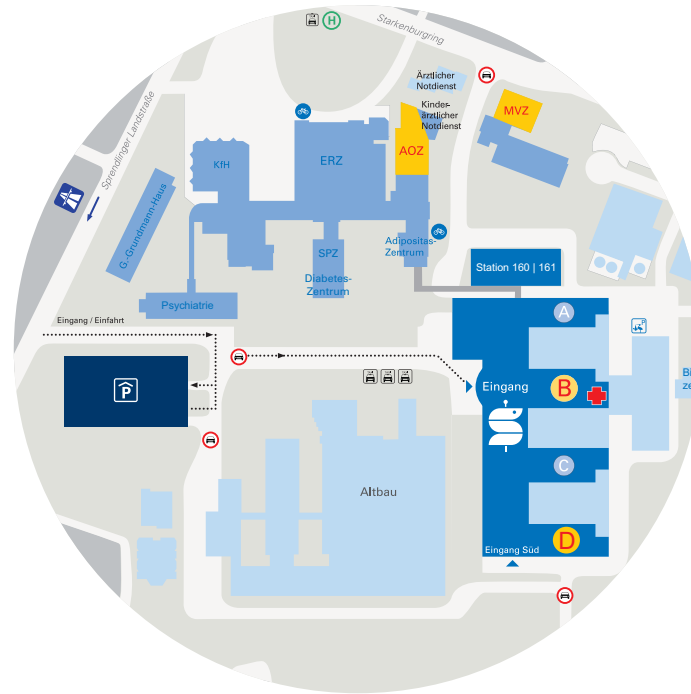 H
Starkenburgring
Sprendlinger Landstraße
Ärztlicher
Notdienst
Kinder-
ärztlicher
Notdienst
MVZ
AOZ
ERZ
KfH
G.-Grundmann-Haus
SPZ
Adipositas-
Zentrum
Diabetes-
Zentrum
Station 160 | 161
Psychiatrie
Eingang / Einfahrt
A
P
Eingang
B
C
Altbau
D
Eingang Süd